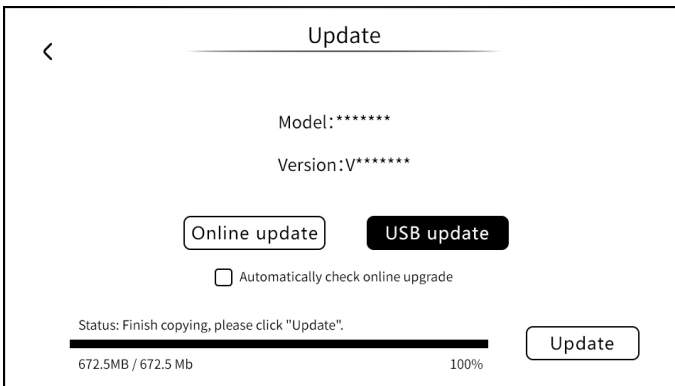 Update
Model:*******
Version:V*******
Online update
USB update
Automatically check online upgrade
Status: Finish copying, please click "Update".
Update
672.5MB / 672.5 Mb
100%